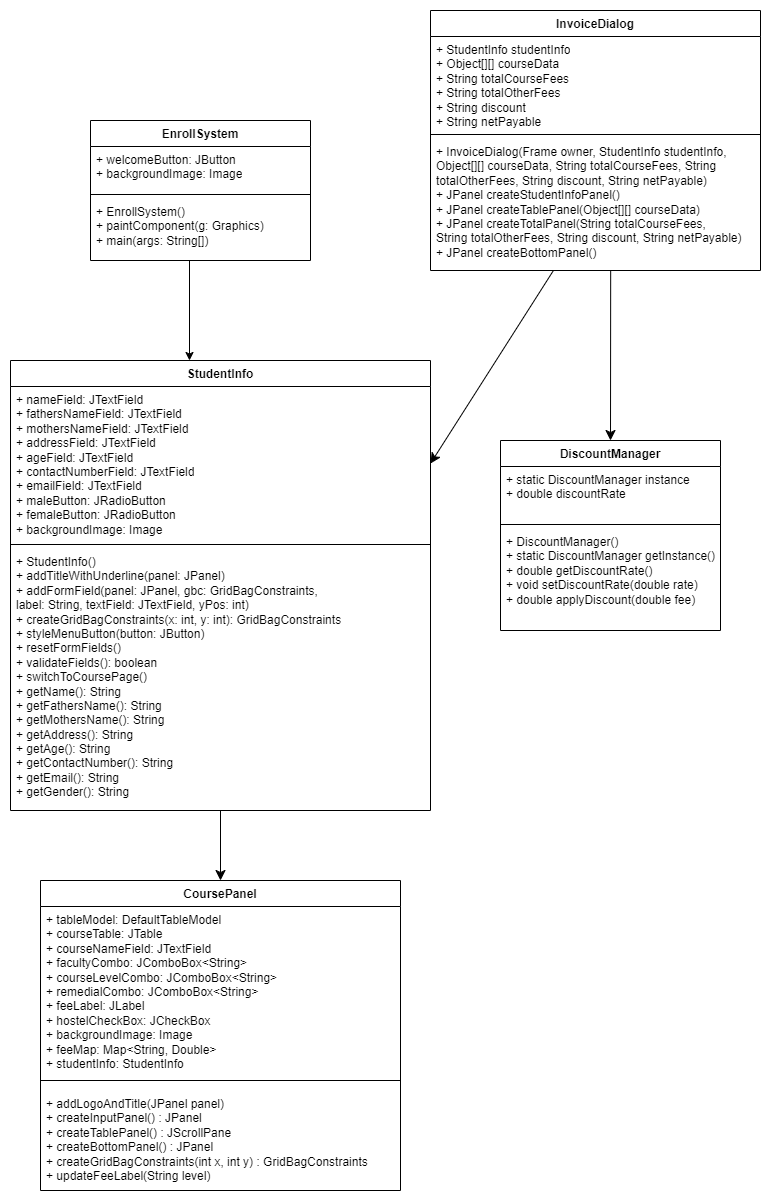 InvoiceDialog
+ StudentInfo studentInfo
+ Object[][] courseData
+ String totalCourseFees
+ String totalOtherFees
+ String discount
+ String netPayable
+ InvoiceDialog(Frame owner, StudentInfo studentInfo,
Object[][] courseData, String totalCourseFees, String
totalOtherFees, String discount, String netPayable)
+ JPanel createStudentInfoPanel()
+ JPanel createTablePanel(Object[][] courseData)
+ JPanel createTotalPanel(String totalCourseFees,
String totalOtherFees, String discount, String netPayable)
+ JPanel createBottomPanel()
EnrollSystem
+ welcomeButton: JButton
+ backgroundImage: Image
+ EnrollSystem()
+ paintComponent(g: Graphics)
+ main(args: String[])
StudentInfo
+ nameField: JTextField
+ fathersNameField: JTextField
+ mothersNameField: JTextField
+ addressField: JTextField
+ ageField: JTextField
+ contactNumberField: JTextField
+ emailField: JTextField
+ maleButton: JRadioButton
+ femaleButton: JRadioButton
+ backgroundImage: Image
+ StudentInfo()
+ addTitleWithUnderline(panel: JPanel)
+ addFormField(panel: JPanel, gbc: GridBagConstraints,
label: String, textField: JTextField, yPos: int)
+ createGridBagConstraints(x: int, y: int): GridBagConstraints
+ styleMenuButton(button: JButton)
+ resetFormFields()
+ validateFields(): boolean
+ switchToCoursePage()
+ getName(): String
+ getFathersName(): String
+ getMothersName(): String
+ getAddress(): String
+ getAge(): String
+ getContactNumber(): String
+ getEmail(): String
+ getGender(): String
DiscountManager
+ static DiscountManager instance
+ double discountRate
+ DiscountManager()
+ static DiscountManager getInstance()
+ double getDiscountRate()
+ void setDiscountRate(double rate)
+ double applyDiscount(double fee)
CoursePanel
+ tableModel: DefaultTableModel
+ courseTable: JTable
+ courseNameField: JTextField
+ facultyCombo: JComboBox<String>
+ courseLevelCombo: JComboBox<String>
+ remedialCombo: JComboBox<String>
+ feeLabel: JLabel
+ hostelCheckBox: JCheckBox
+ backgroundImage: Image
+ feeMap: Map<String, Double>
+ studentInfo: StudentInfo
+ addLogoAndTitle(JPanel panel)
+ createInputPanel() : JPanel
+ createTablePanel() : JScrollPane
+ createBottomPanel() : JPanel
+ createGridBagConstraints(int x, int y) : GridBagConstraints
+ updateFeeLabel(String level)